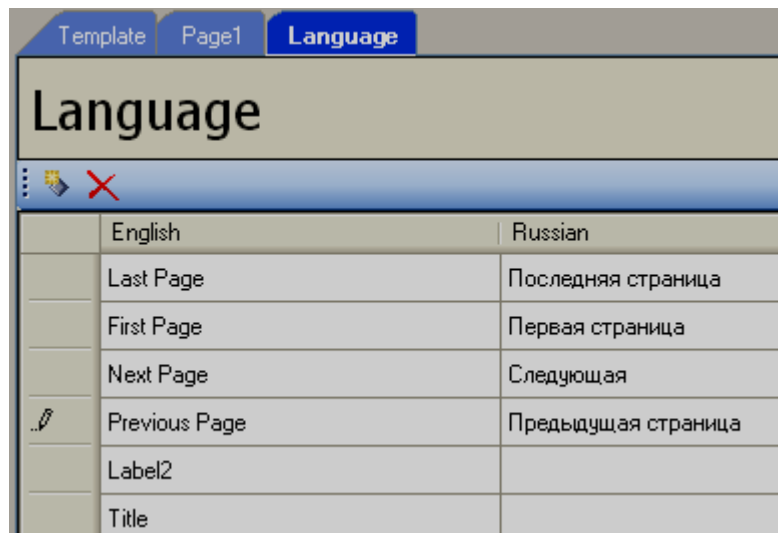 Template Page1 Language
Language
English Russian
Last Page Последняя страница
First Page Первая страница
Next Page Следующая
Previous Page Предыдущая страница
Label2
Title